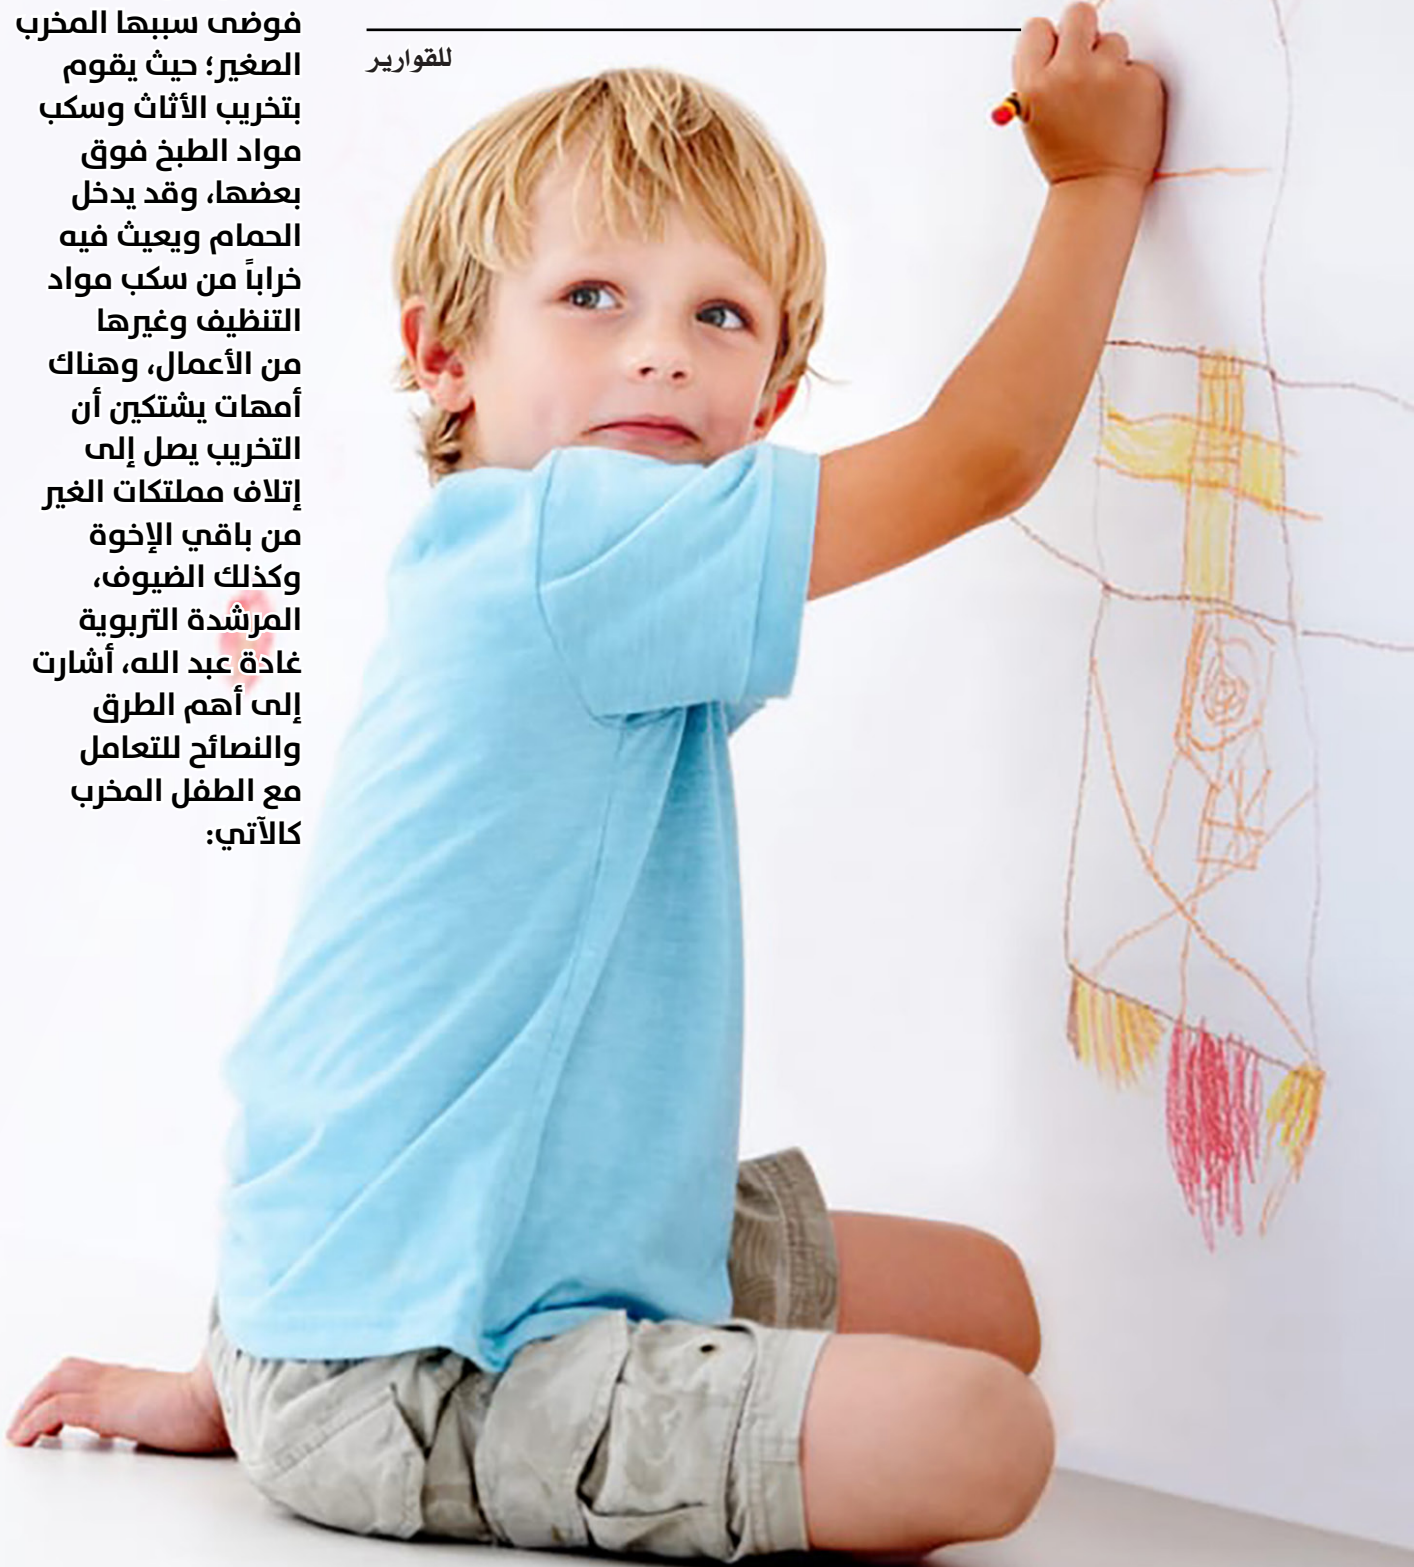 للقوارير
فوضى سببها المخرب
الصغير؛ حيث يقوم
بتخريب الأثاث وسكب
مواد الطبخ فوق
بعضها، وقد يدخل
الحمام ويعيث فيه
خراباً من سكب مواد
التنظيف وغيرها
من الأعمال، وهناك
أمهات يشتكين أن
التخريب يصل إلى
إتلاف مملتكات الغير
من باقي الإخوة
وكذلك الضيوف،
المرشدة التربوية
غادة عبد الله، أشارت
إلى أهم الطرق
والنصائح للتعامل
مع الطفل المخرب
كالآتي: